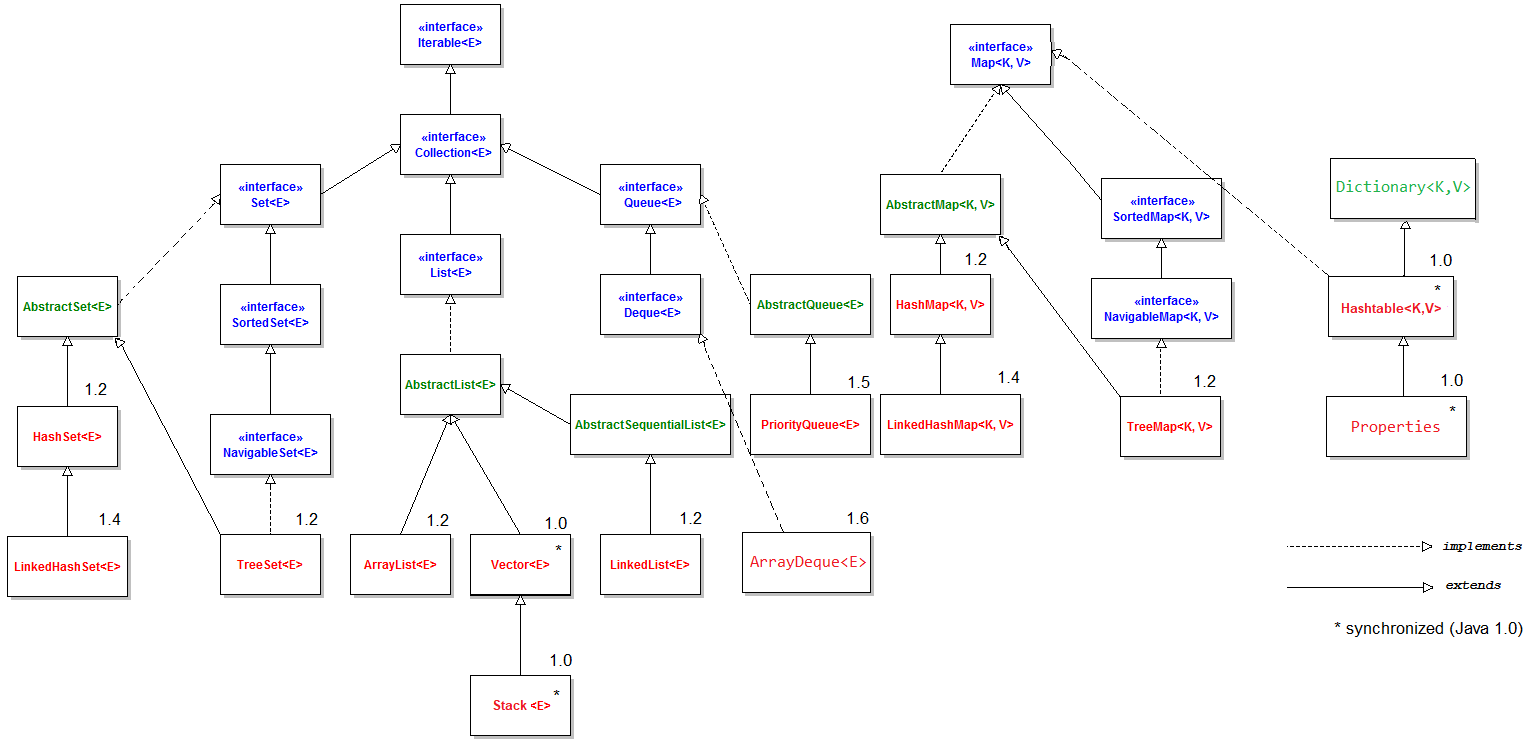 «interface»
Iterable<E>
«interface»
Collection<E>
«interface»
Set<E>
«interface»
Queue<E>
«interface»
List<E>
AbstractSet<E>
«interface»
SortedSet<E>
«interface»
Deque<E>
AbstractQueue<E>
AbstractList<E>
1.2
HashSet<E>
«interface»
NavigableSet<E>
AbstractSequentialList<E>
1.5
PriorityQueue<E>
1.4
LinkedHashSet<E>
1.2
TreeSet<E>
1.2
ArrayList<E>
1.0
*
Vector<E>
1.2
LinkedList<E>
1.6
ArrayDeque<E>
1.0
*
Stack <E>
«interface»
Map<K, V>
AbstractMap<K, V>
«interface»
SortedMap<K, V>
Dictionary<K,V>
1.2
HashMap<K, V>
«interface»
NavigableMap<K, V>
1.0
*
Hashtable<K,V>
1.4
LinkedHashMap<K, V>
1.2
TreeMap<K, V>
1.0
*
Properties
implements
extends
* synchronized (Java 1.0)